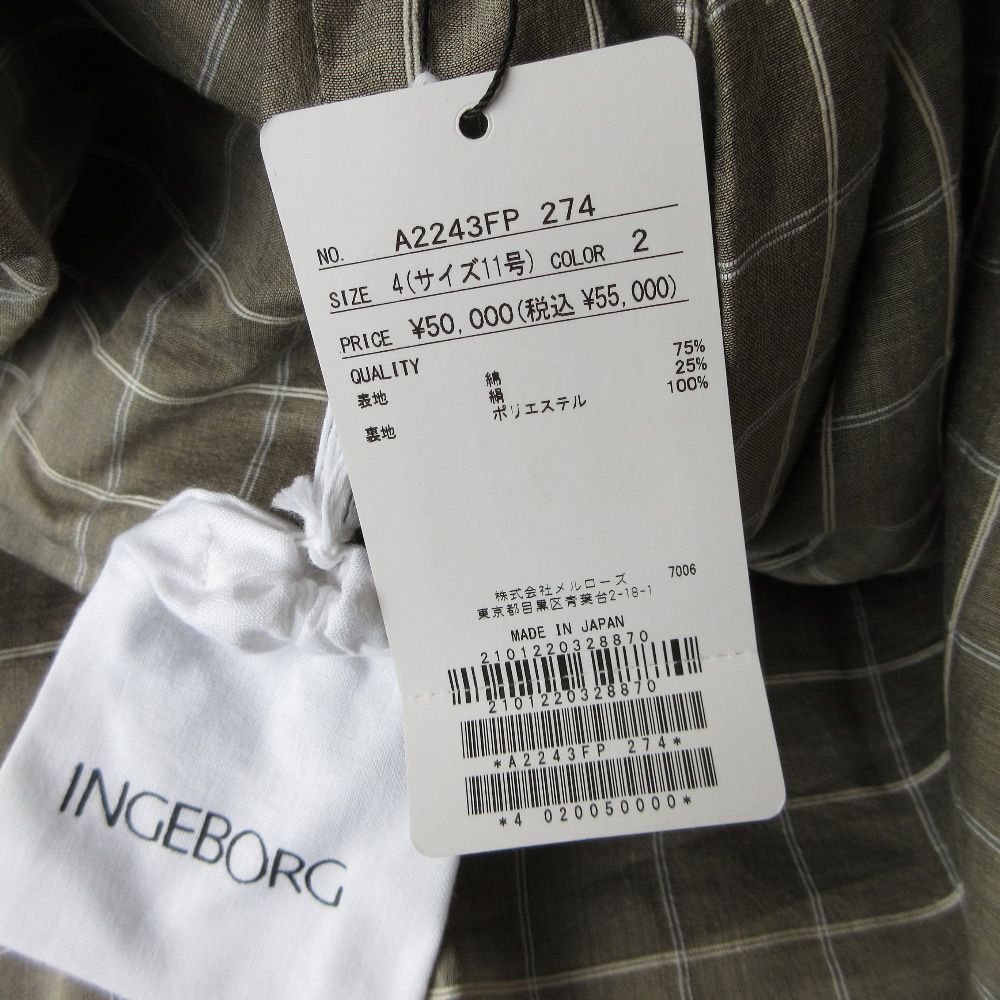 NO. A2243FP 274
SIZE 4(サイズ11号) COLOR 2
PRICE ¥50,000(税込 ¥55,000)
QUALITY
表地 綿 75%
絹 25%
ポリエステル 100%
裏地
株式会社メルローズ 7006
東京都目黒区青葉台2-18-1
MADE IN JAPAN
2101220328870
2101220328870
*A2243FP 274*
*4 020050000*
INGEBORG